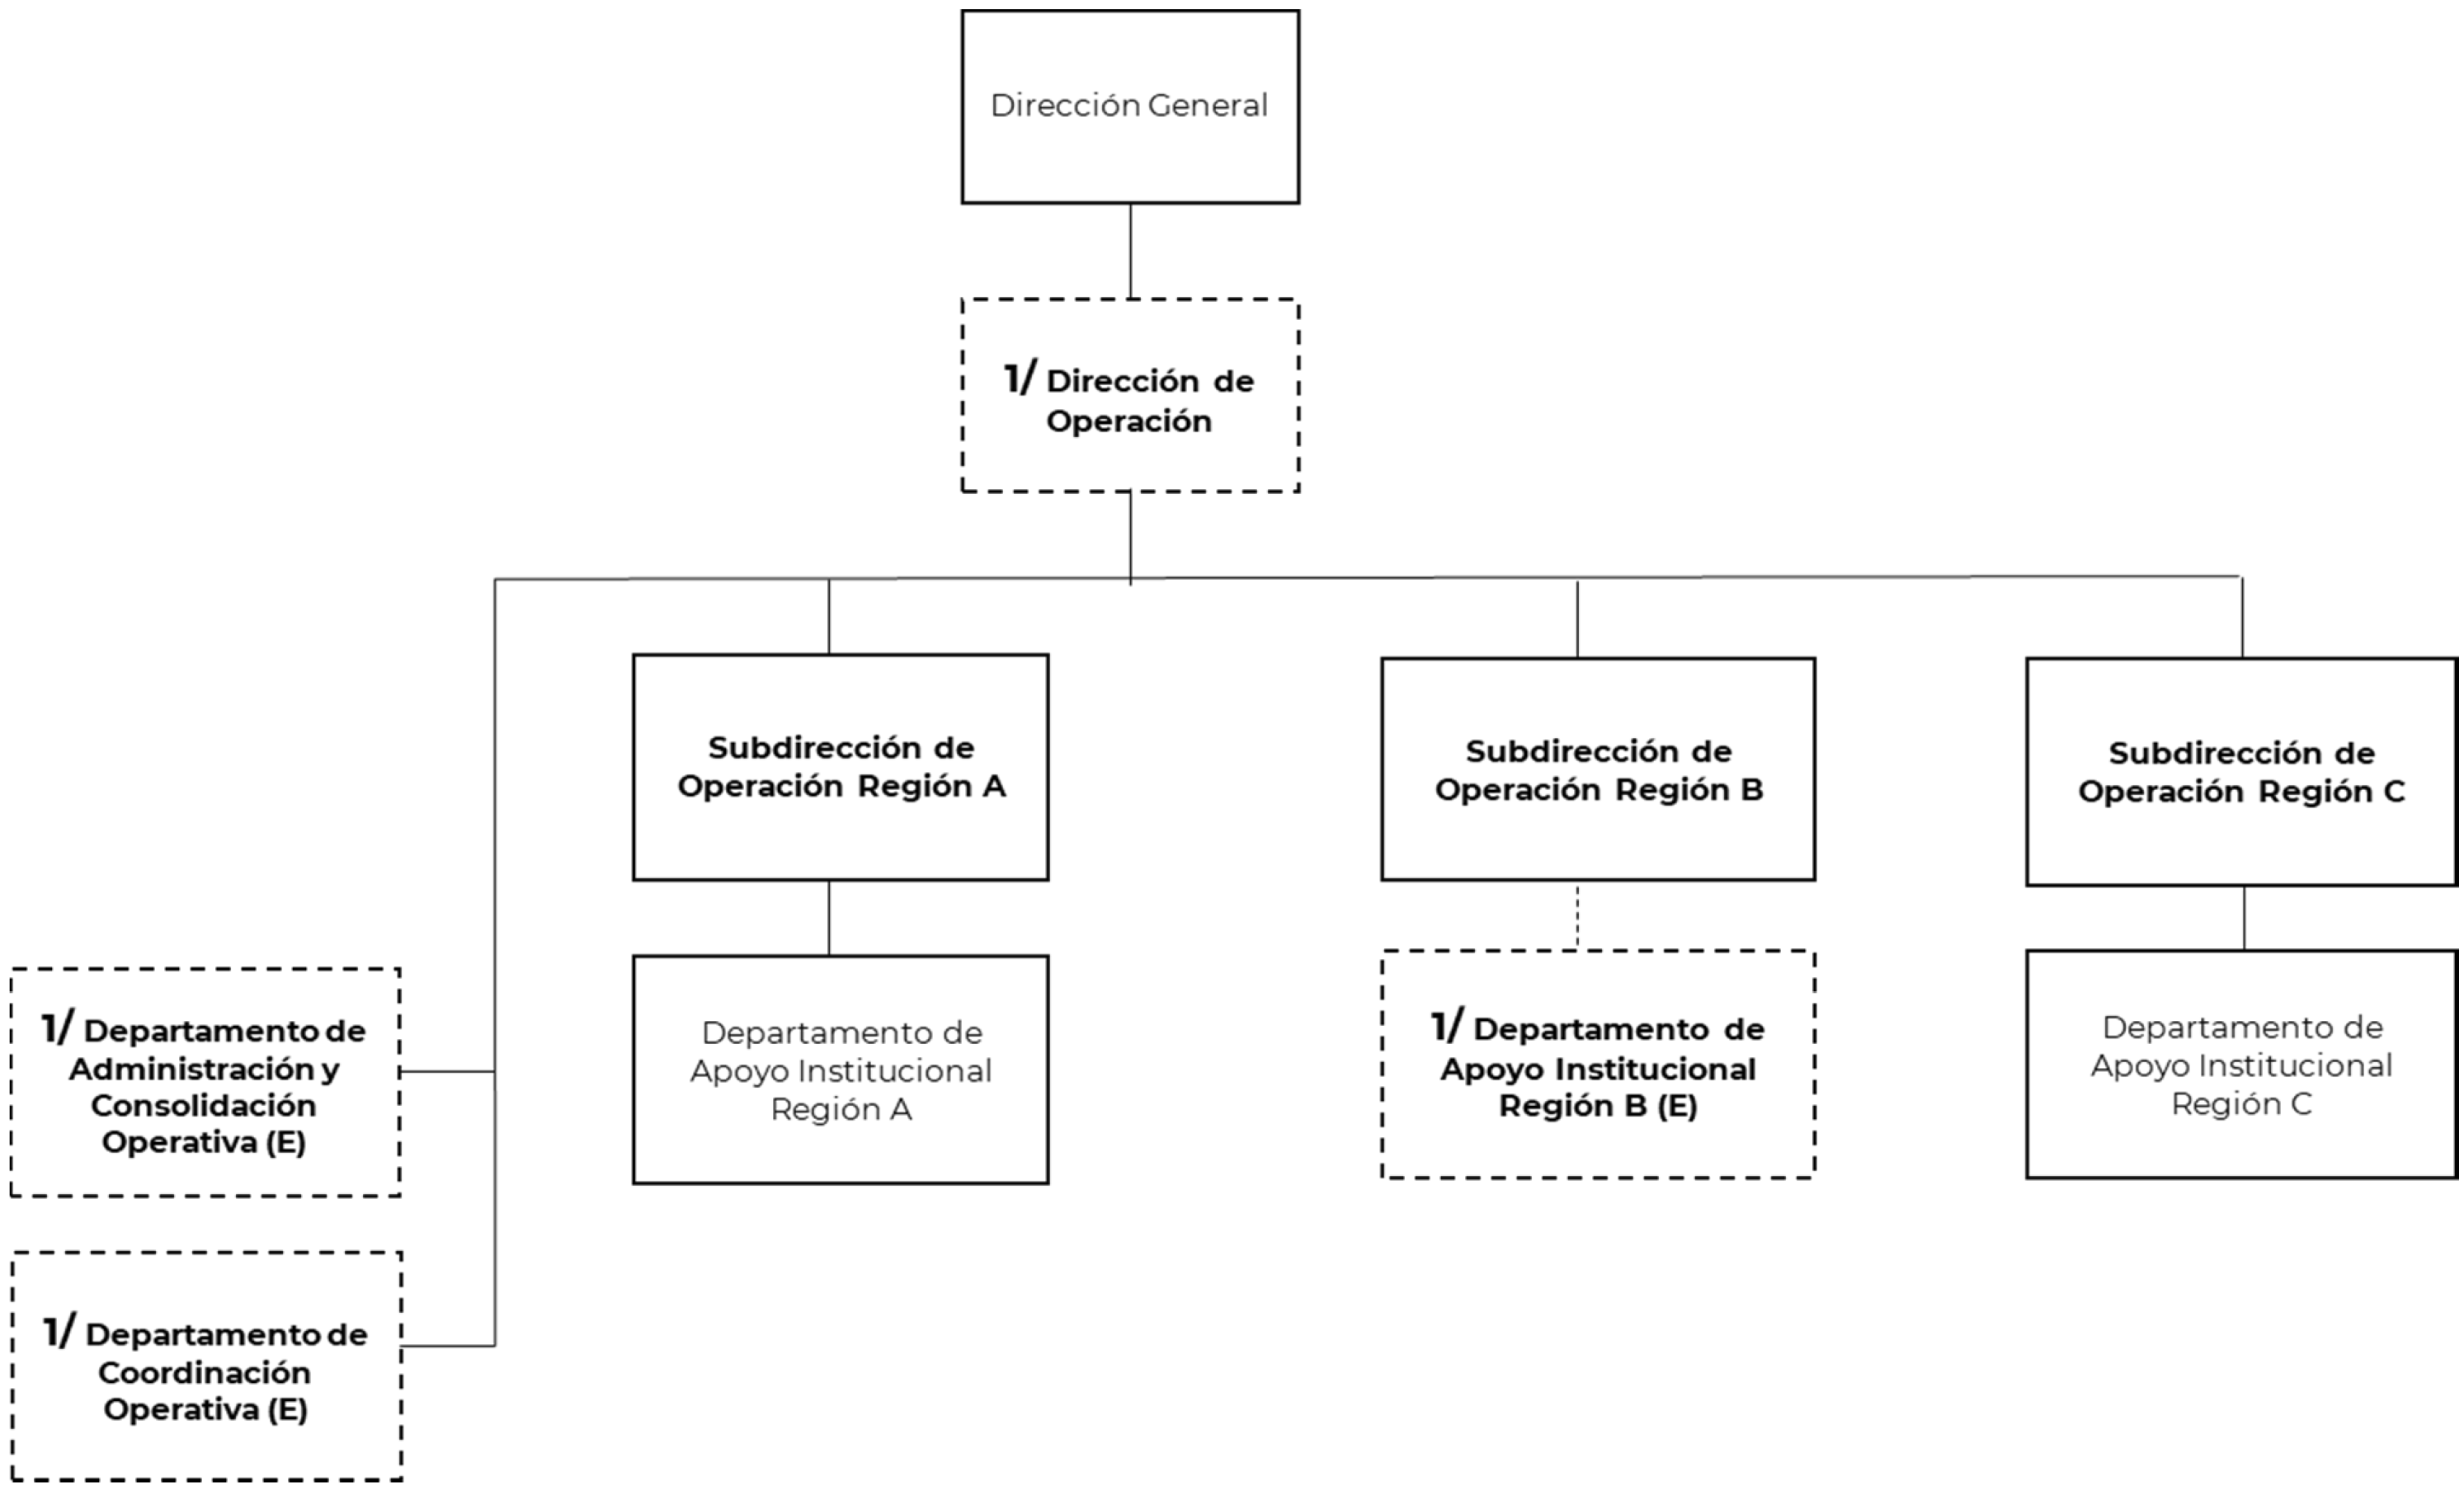 Dirección General
1/ Dirección de
Operación
Subdirección de
Operación Región A
Subdirección de
Operación Región B
Subdirección de
Operación Región C
1/ Departamento de
Administración y
Consolidación
Operativa (E)
Departamento de
Apoyo Institucional
Región A
1/ Departamento de
Apoyo Institucional
Región B (E)
Departamento de
Apoyo Institucional
Región C
1/ Departamento de
Coordinación
Operativa (E)